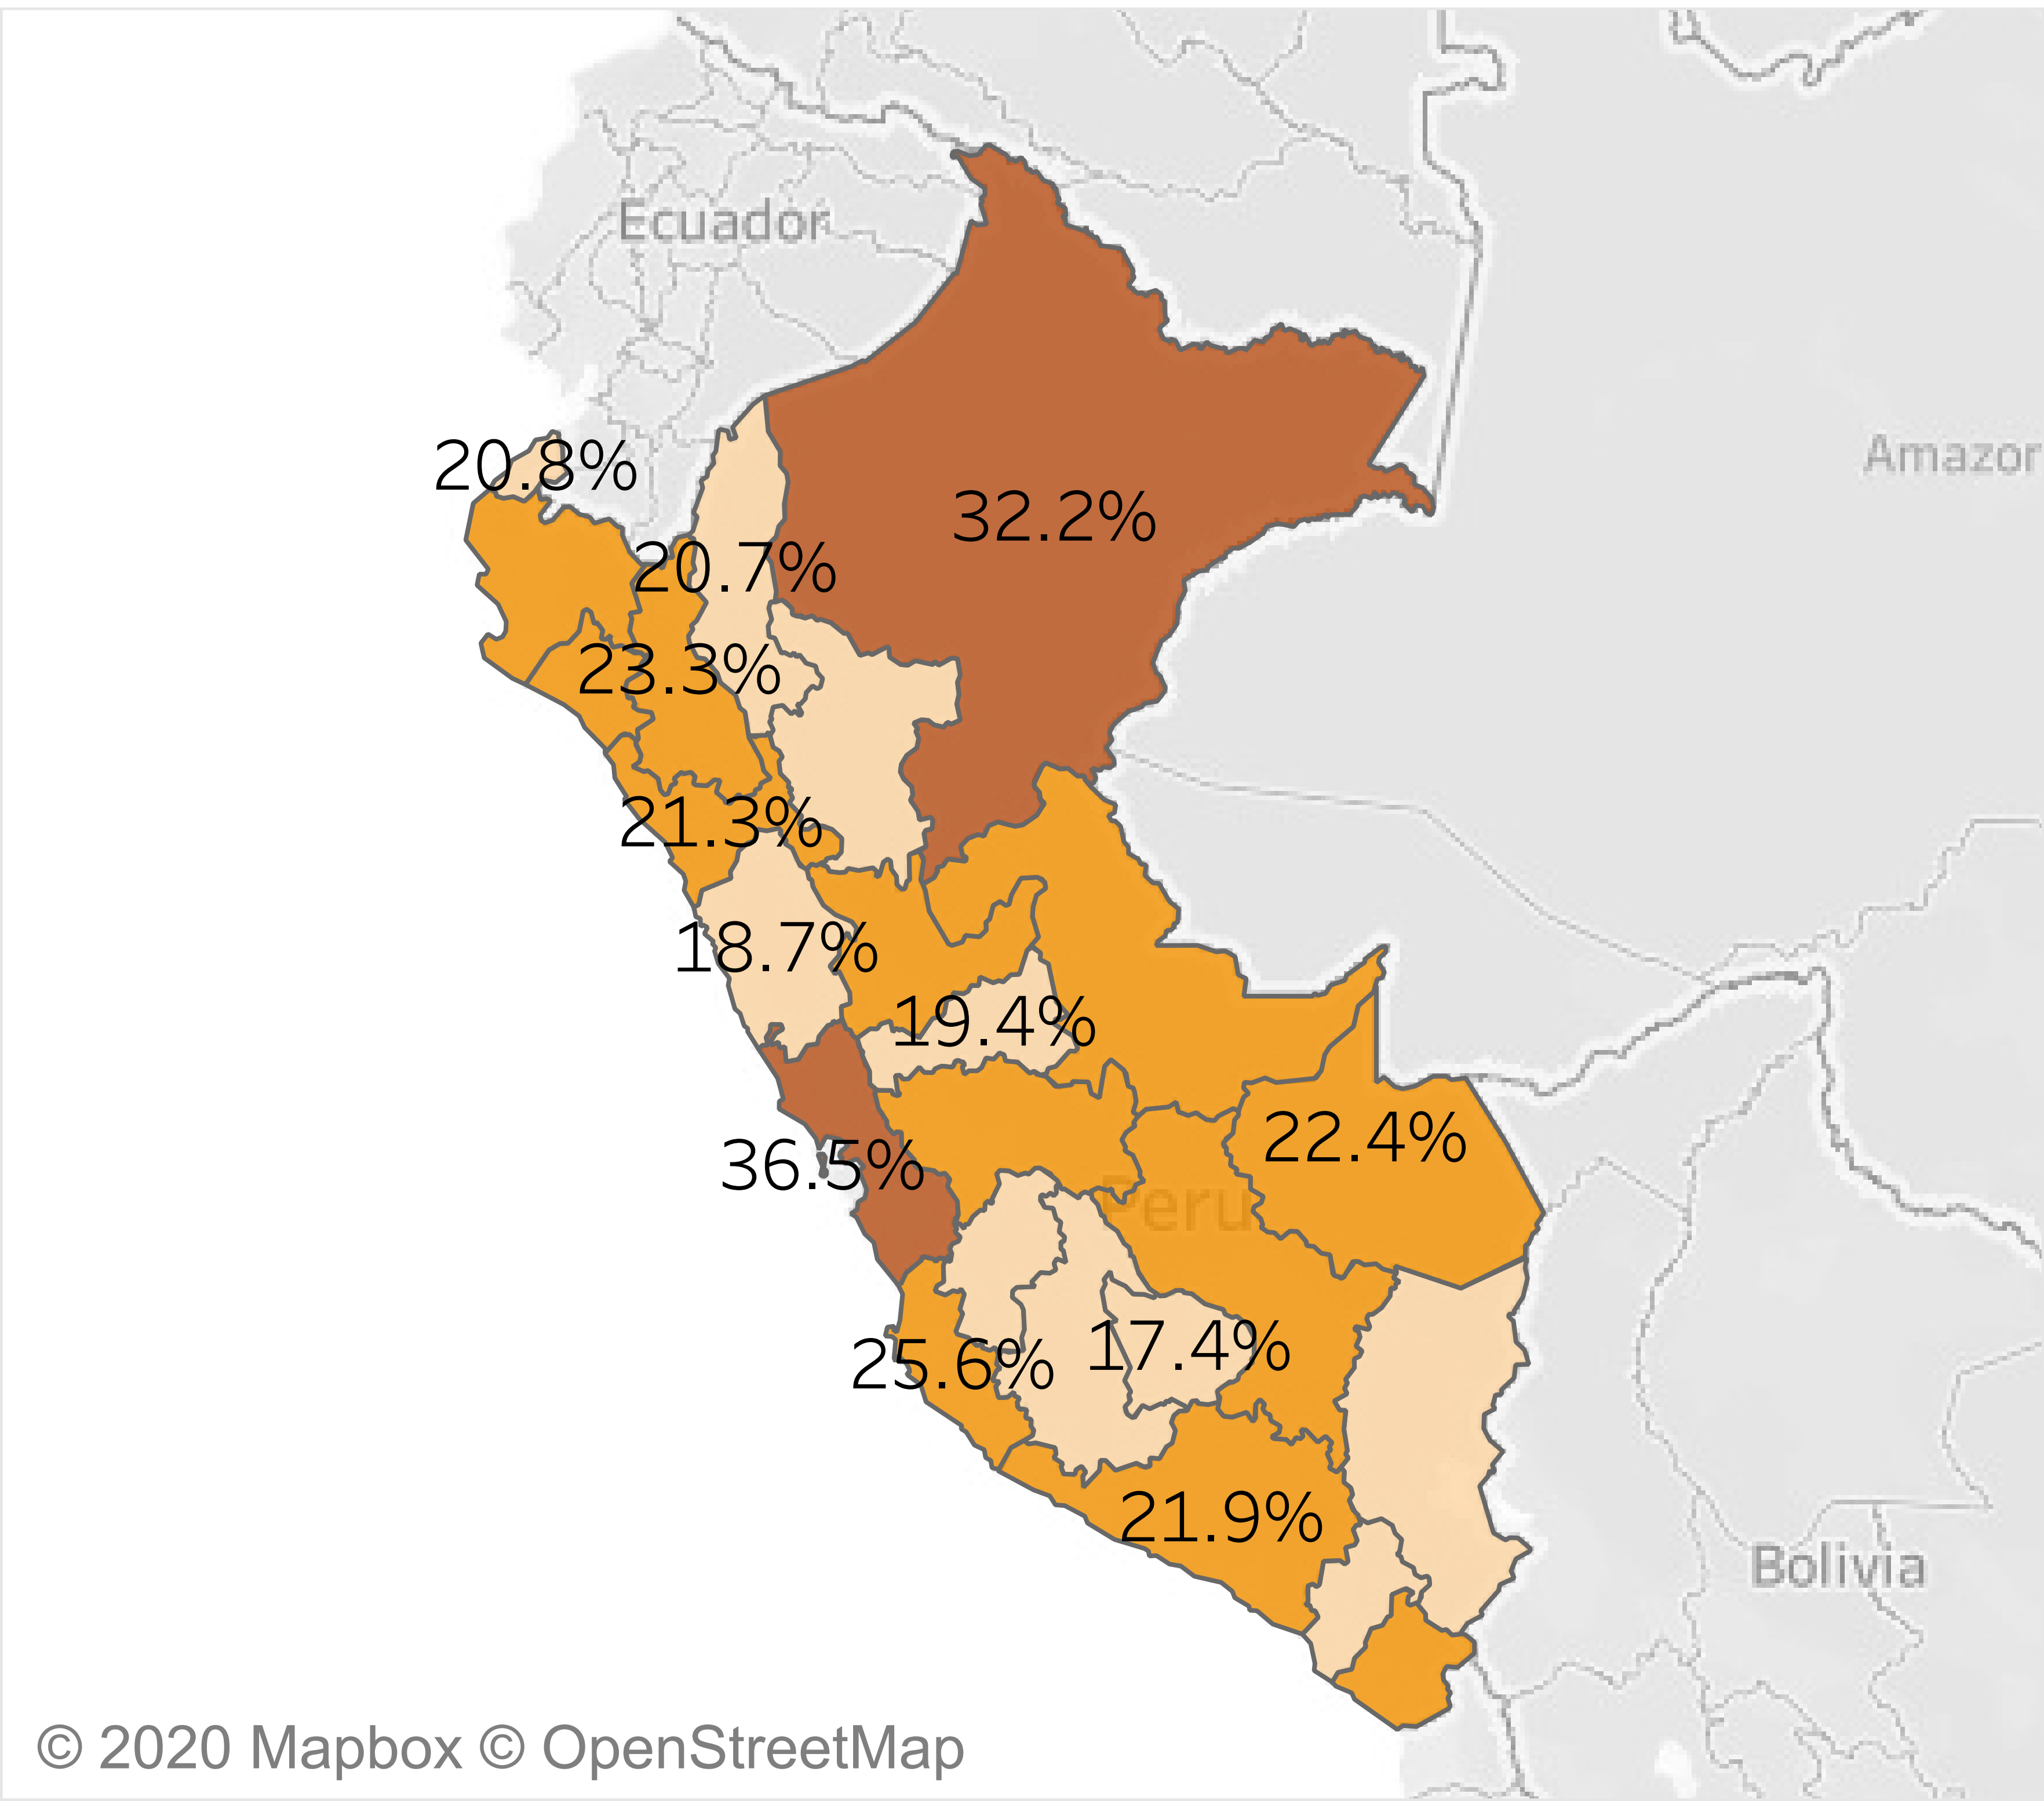 Ecuador
Amazon
20.8%
32.2%
20.7%
23.3%
21.3%
18.7%
19.4%
22.4%
36.5%
Peru
17.4%
25.6%
21.9%
Bolivia
© 2020 Mapbox © OpenStreetMap